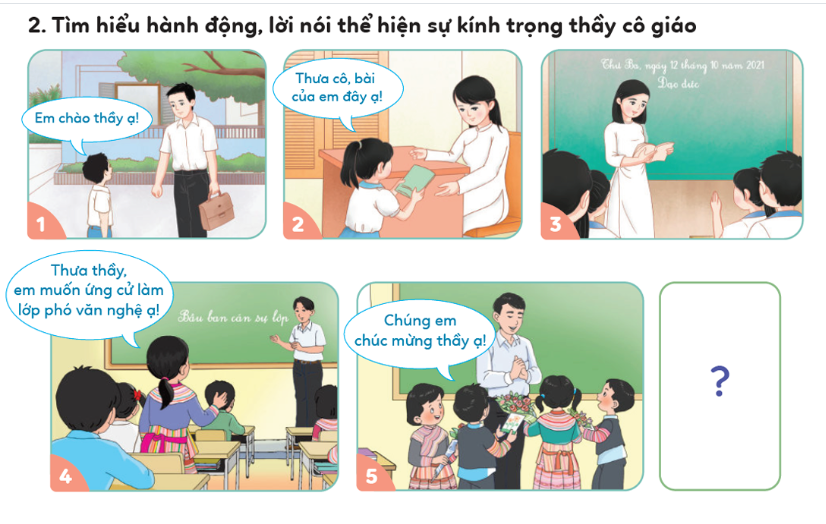 2. Tìm hiểu hành động, lời nói thể hiện sự kính trọng thầy cô giáo
Em chào thầy ạ!
1
Thưa cô, bài
của em đây ạ!
2
Thứ Ba, ngày 12 tháng 10 năm 2021
Đạo đức
3
Thưa thầy,
em muốn ứng cử làm
lớp phó văn nghệ ạ!
Bầu ban cán sự lớp
4
Chúng em
chúc mừng thầy ạ!
5
?